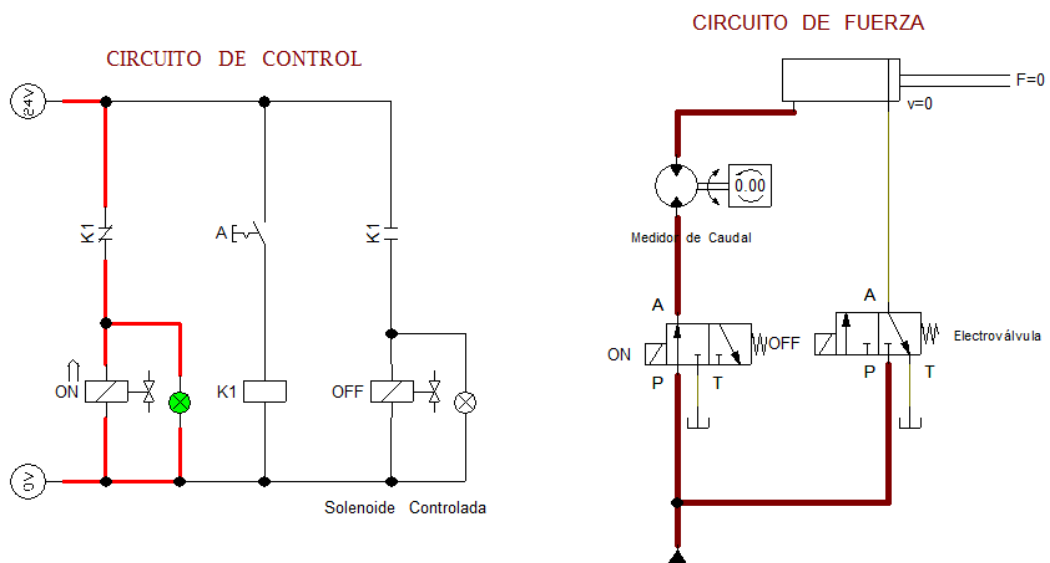 CIRCUITO DE CONTROL
24V
K1
A
K1
ON
K1
OFF
0V
Solenoide Controlada
CIRCUITO DE FUERZA
F=0
v=0
0.00
Medidor de Caudal
A
A
ON
OFF
Electroválvula
P
T
P
T